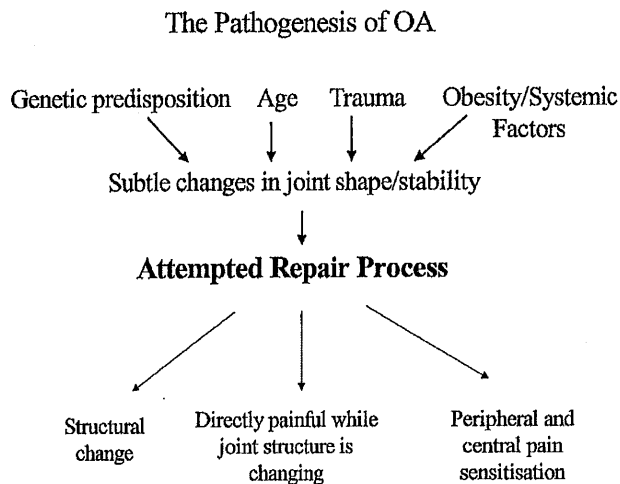 The Pathogenesis of OA
Genetic predisposition Age Trauma Obesity/Systemic
Factors
Subtle changes in joint shape/stability
Attempted Repair Process
Structural
change
Directly painful while
joint structure is
changing
Peripheral and
central pain
sensitisation